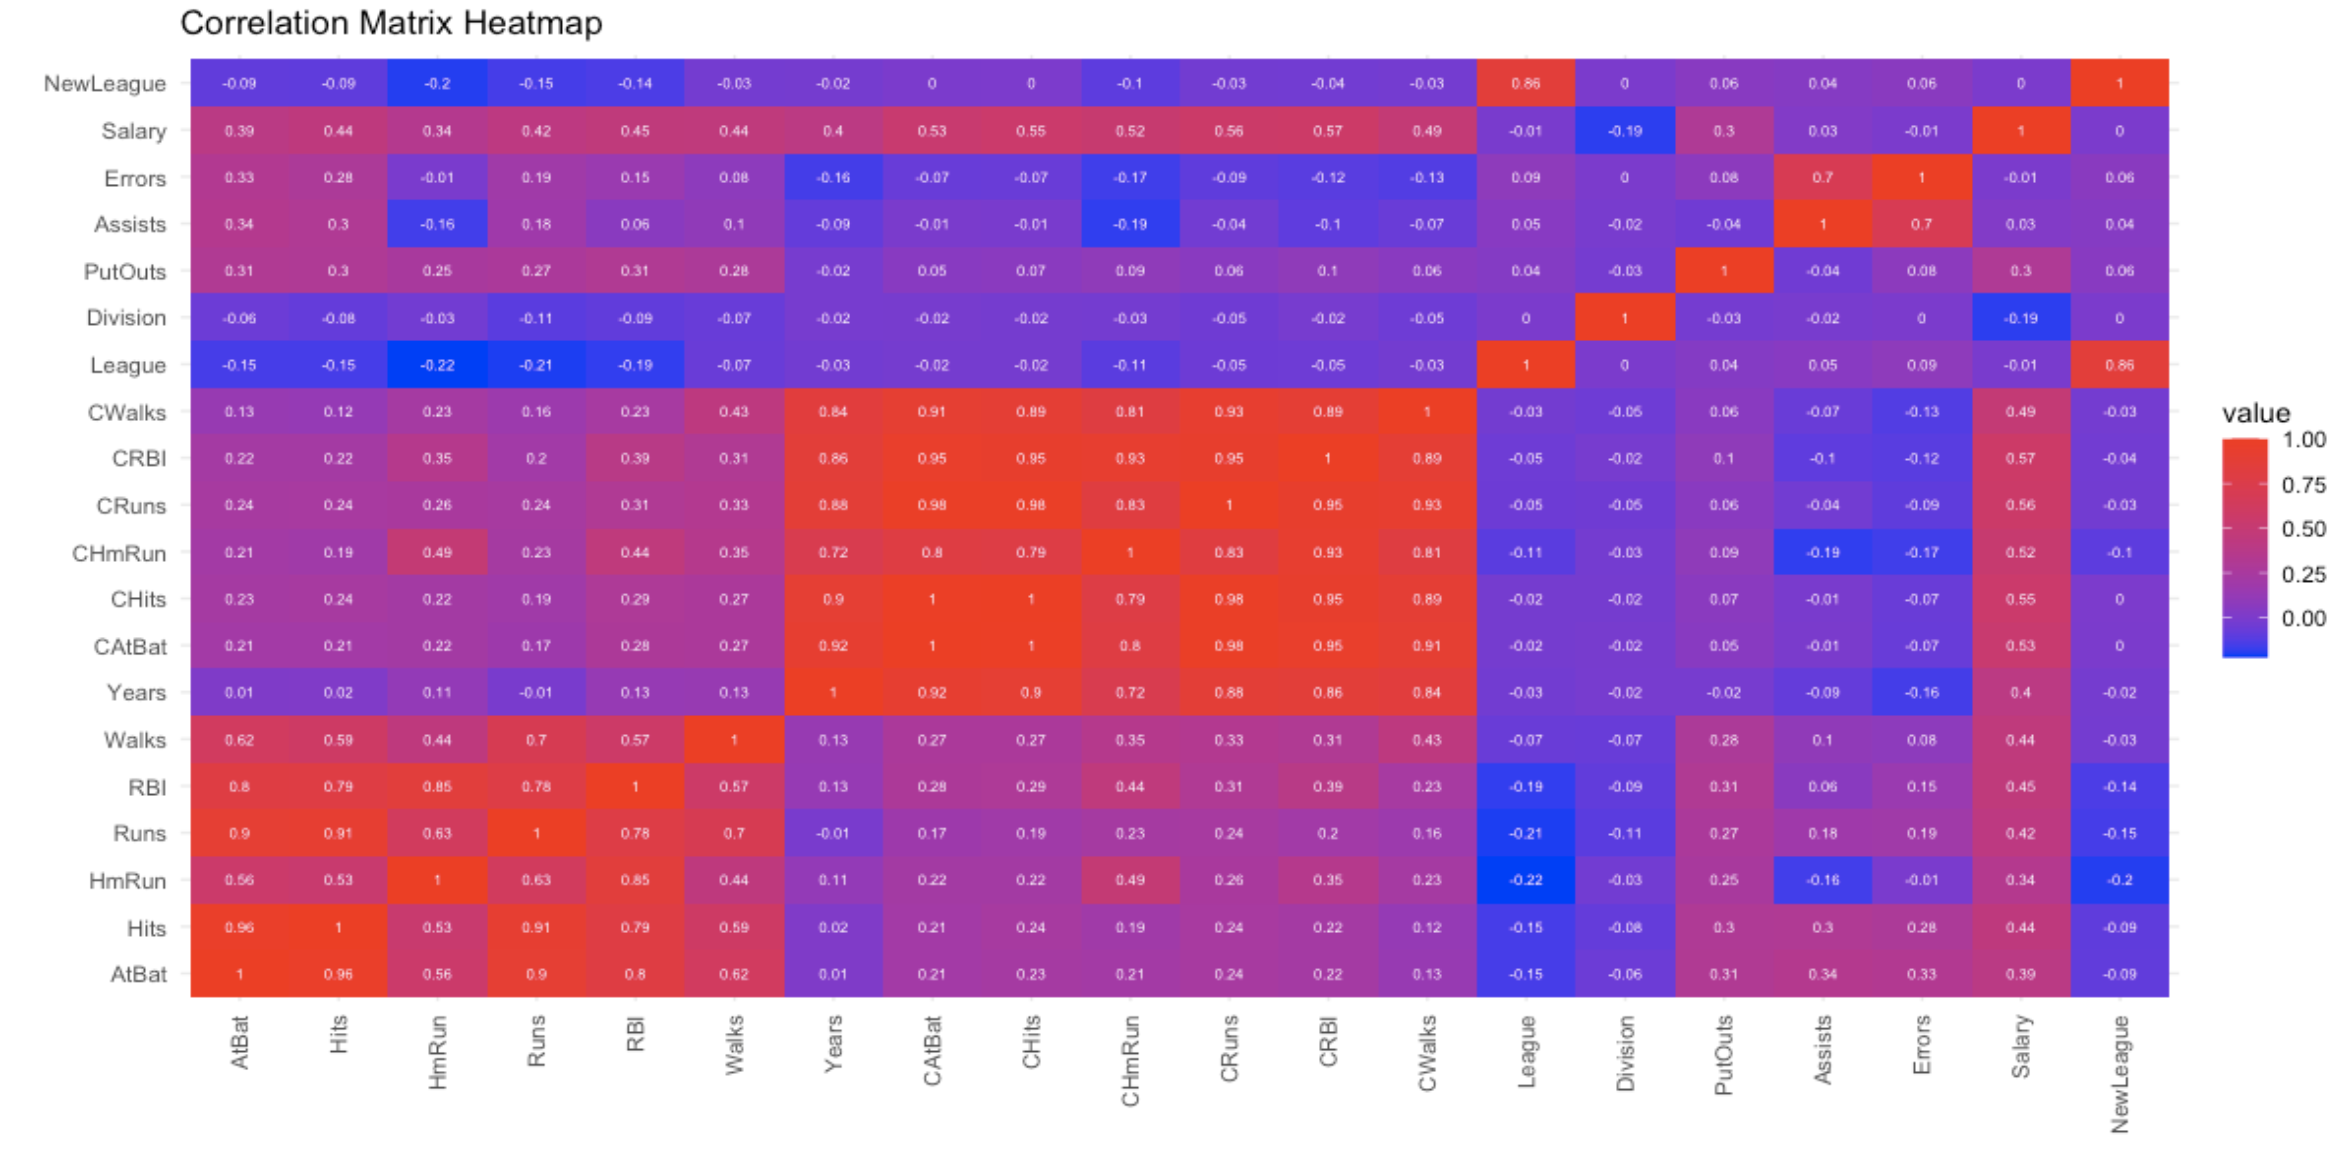 Correlation Matrix Heatmap
NewLeague -0.09 -0.09 -0.2 -0.15 -0.14 -0.03 -0.02 0 0 -0.1 -0.03 -0.04 -0.03 0.86 0 0.06 0.04 0.06 0 1
Salary 0.39 0.44 0.34 0.42 0.45 0.44 0.4 0.53 0.55 0.52 0.56 0.57 0.49 -0.01 -0.19 0.3 0.03 -0.01 1 0
Errors 0.33 0.28 -0.01 0.19 0.15 0.08 -0.16 -0.07 -0.07 -0.17 -0.09 -0.12 -0.13 0.09 0 0.08 0.7 1 -0.01 0.06
Assists 0.34 0.3 -0.16 0.18 0.06 0.1 -0.09 -0.01 -0.01 -0.19 -0.04 -0.1 -0.07 0.05 -0.02 -0.04 1 0.7 0.03 0.04
PutOuts 0.31 0.3 0.25 0.27 0.31 0.28 -0.02 0.05 0.07 0.09 0.06 0.1 0.06 0.04 -0.03 1 -0.04 0.08 0.3 0.06
Division -0.06 -0.08 -0.03 -0.11 -0.09 -0.07 -0.02 -0.02 -0.02 -0.03 -0.05 -0.02 -0.05 0 1 -0.03 -0.02 0 -0.19 0
League -0.15 -0.15 -0.22 -0.21 -0.19 -0.07 -0.03 -0.02 -0.02 -0.11 -0.05 -0.05 -0.03 1 0 0.04 0.05 0.09 -0.01 0.86
CWalks 0.13 0.12 0.23 0.16 0.23 0.43 0.84 0.91 0.89 0.81 0.93 0.89 1 -0.03 -0.05 0.06 -0.07 -0.13 0.49 -0.03
CRBI 0.22 0.22 0.35 0.2 0.39 0.31 0.86 0.95 0.95 0.93 0.95 1 0.89 -0.05 -0.02 0.1 -0.1 -0.12 0.57 -0.04
CRuns 0.24 0.24 0.26 0.24 0.31 0.33 0.88 0.98 0.98 0.83 1 0.95 0.93 -0.05 -0.05 0.06 -0.04 -0.09 0.56 -0.03
CHmRun 0.21 0.19 0.49 0.23 0.44 0.35 0.72 0.8 0.79 1 0.83 0.93 0.81 -0.11 -0.03 0.09 -0.19 -0.17 0.52 -0.1
CHits 0.23 0.24 0.22 0.19 0.29 0.27 0.9 1 1 0.79 0.98 0.95 0.89 -0.02 -0.02 0.07 -0.01 -0.07 0.55 0
CAtBat 0.21 0.21 0.22 0.17 0.28 0.27 0.92 1 1 0.8 0.98 0.95 0.91 -0.02 -0.02 0.05 -0.01 -0.07 0.53 0
Years 0.01 0.02 0.11 -0.01 0.13 0.13 1 0.92 0.9 0.72 0.88 0.86 0.84 -0.03 -0.02 -0.02 -0.09 -0.16 0.4 -0.02
Walks 0.62 0.59 0.44 0.7 0.57 1 0.13 0.27 0.27 0.35 0.33 0.31 0.43 -0.07 -0.07 0.28 0.1 0.08 0.44 -0.03
RBI 0.8 0.79 0.85 0.78 1 0.57 0.13 0.28 0.29 0.44 0.31 0.39 0.23 -0.19 -0.09 0.31 0.06 0.15 0.45 -0.14
Runs 0.9 0.91 0.63 1 0.78 0.7 -0.01 0.17 0.19 0.23 0.24 0.2 0.16 -0.21 -0.11 0.27 0.18 0.19 0.42 -0.15
HmRun 0.56 0.53 1 0.63 0.85 0.44 0.11 0.22 0.22 0.49 0.26 0.35 0.23 -0.22 -0.03 0.25 -0.16 -0.01 0.34 -0.2
Hits 0.96 1 0.53 0.91 0.79 0.59 0.02 0.21 0.24 0.19 0.24 0.22 0.12 -0.15 -0.08 0.3 0.3 0.28 0.44 -0.09
AtBat 1 0.96 0.56 0.9 0.8 0.62 0.01 0.21 0.23 0.21 0.24 0.22 0.13 -0.15 -0.06 0.31 0.34 0.33 0.39 -0.09
AtBat Hits HmRun Runs RBI Walks Years CAtBat CHits CHmRun CRuns CRBI CWalks League Division PutOuts Assists Errors Salary NewLeague
value
1.00
0.75
0.50
0.25
0.00